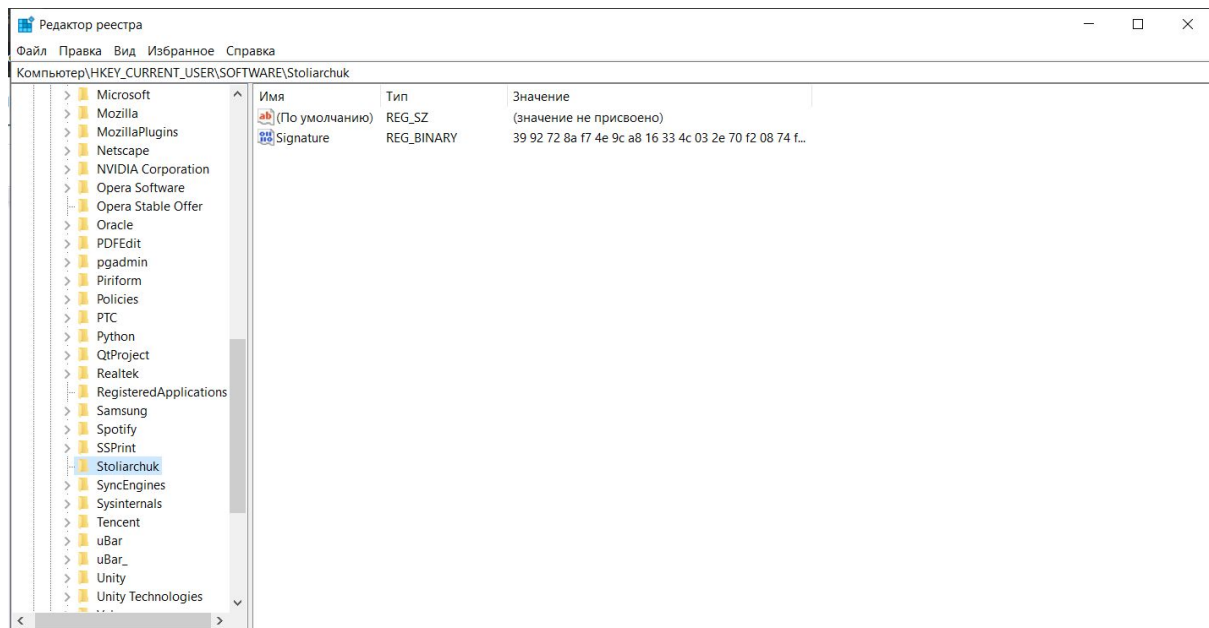 Редактор реестра
Файл Правка Вид Избранное Справка
Компьютер\HKEY_CURRENT_USER\SOFTWARE\Stoliarchuk
Microsoft
Mozilla
MozillaPlugins
Netscape
NVIDIA Corporation
Opera Software
Opera Stable Offer
Oracle
PDFEdit
pgadmin
Piriform
Policies
PTC
Python
QtProject
Realtek
RegisteredApplications
Samsung
Spotify
SSPrint
Stoliarchuk
SyncEngines
Sysinternals
Tencent
uBar
uBar_
Unity
Unity Technologies
Имя Тип Значение
(По умолчанию) REG_SZ (значение не присвоено)
Signature REG_BINARY 39 92 72 8a f7 4e 9c a8 16 33 4c 03 2e 70 f2 08 74 f...